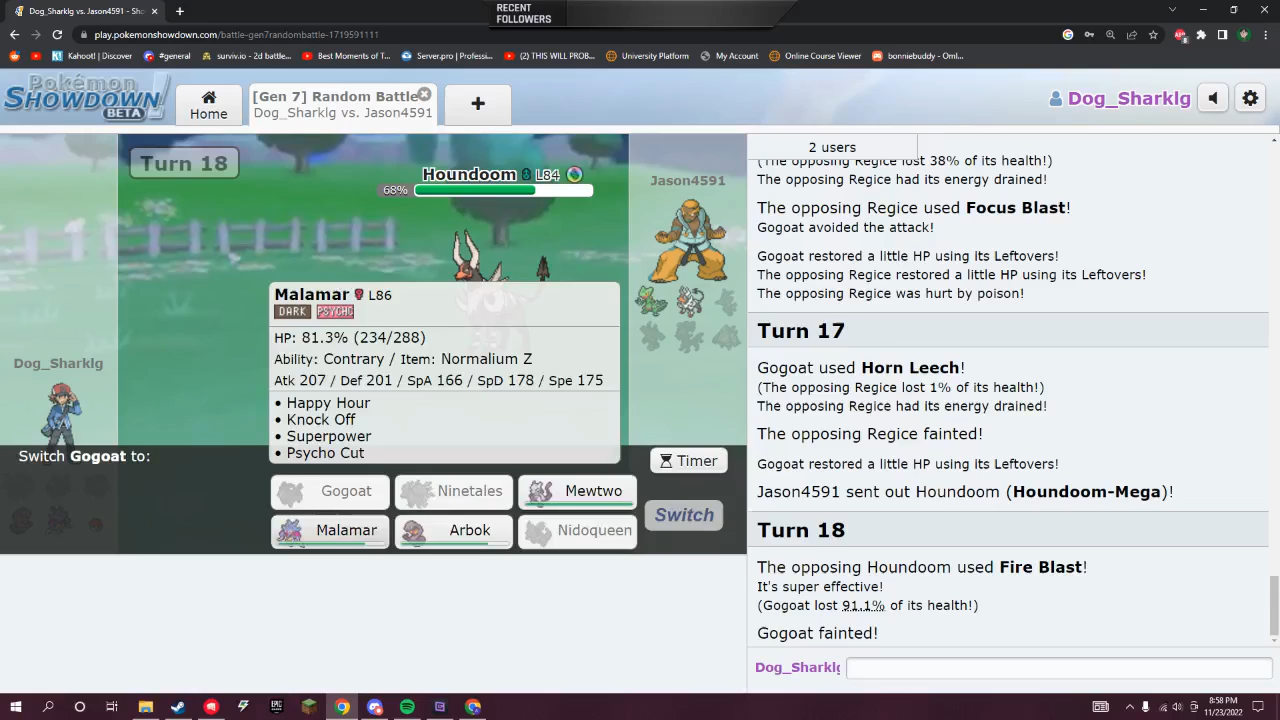 Dog_Sharklg vs. Jason4591 - Sho
RECENT
FOLLOWERS
play.pokemonshowdown.com/battle-gen7randombattle-1719591111
Kahoot! | Discover
#general
surviv.io - 2d battle...
Best Moments of T...
Server.pro | Professi...
(2) THIS WILL PROB...
University Platform
My Account
Online Course Viewer
bonniebuddy - Oml...
Pokémon
SHOWDOWN
BETA
Home
[Gen 7] Random Battle
Dog_Sharklg vs. Jason4591
+
Dog_Sharklg
Turn 18
Houndoom L84
68%
Jason4591
Dog_Sharklg
Malamar L86
DARK PSYCHC
HP: 81.3% (234/288)
Ability: Contrary / Item: Normalium Z
Atk 207 / Def 201 / SpA 166 / SpD 178 / Spe 175
• Happy Hour
• Knock Off
• Superpower
• Psycho Cut
Switch Gogoat to:
Timer
Gogoat
Ninetales
Mewtwo
Malamar
Arbok
Nidoqueen
Switch
2 users
(The opposing Regice lost 38% of its health!)
The opposing Regice had its energy drained!
The opposing Regice used Focus Blast!
Gogoat avoided the attack!
Gogoat restored a little HP using its Leftovers!
The opposing Regice restored a little HP using its Leftovers!
The opposing Regice was hurt by poison!
Turn 17
Gogoat used Horn Leech!
(The opposing Regice lost 1% of its health!)
The opposing Regice had its energy drained!
The opposing Regice fainted!
Gogoat restored a little HP using its Leftovers!
Jason4591 sent out Houndoom (Houndoom-Mega)!
Turn 18
The opposing Houndoom used Fire Blast!
It's super effective!
(Gogoat lost 91.1% of its health!)
Gogoat fainted!
Dog_Sharklg
8:58 PM
11/23/2022